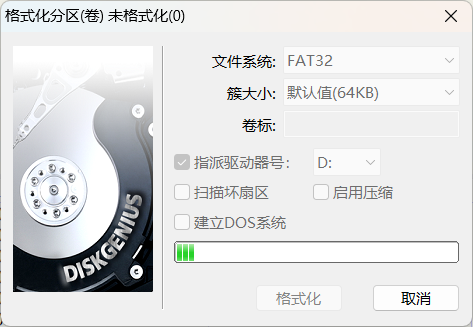 格式化分区(卷) 未格式化(0)
文件系统: FAT32
簇大小: 默认值(64KB)
卷标:
指派驱动器号: D:
扫描坏扇区 启用压缩
建立DOS系统
DISKGENIUS
格式化 取消